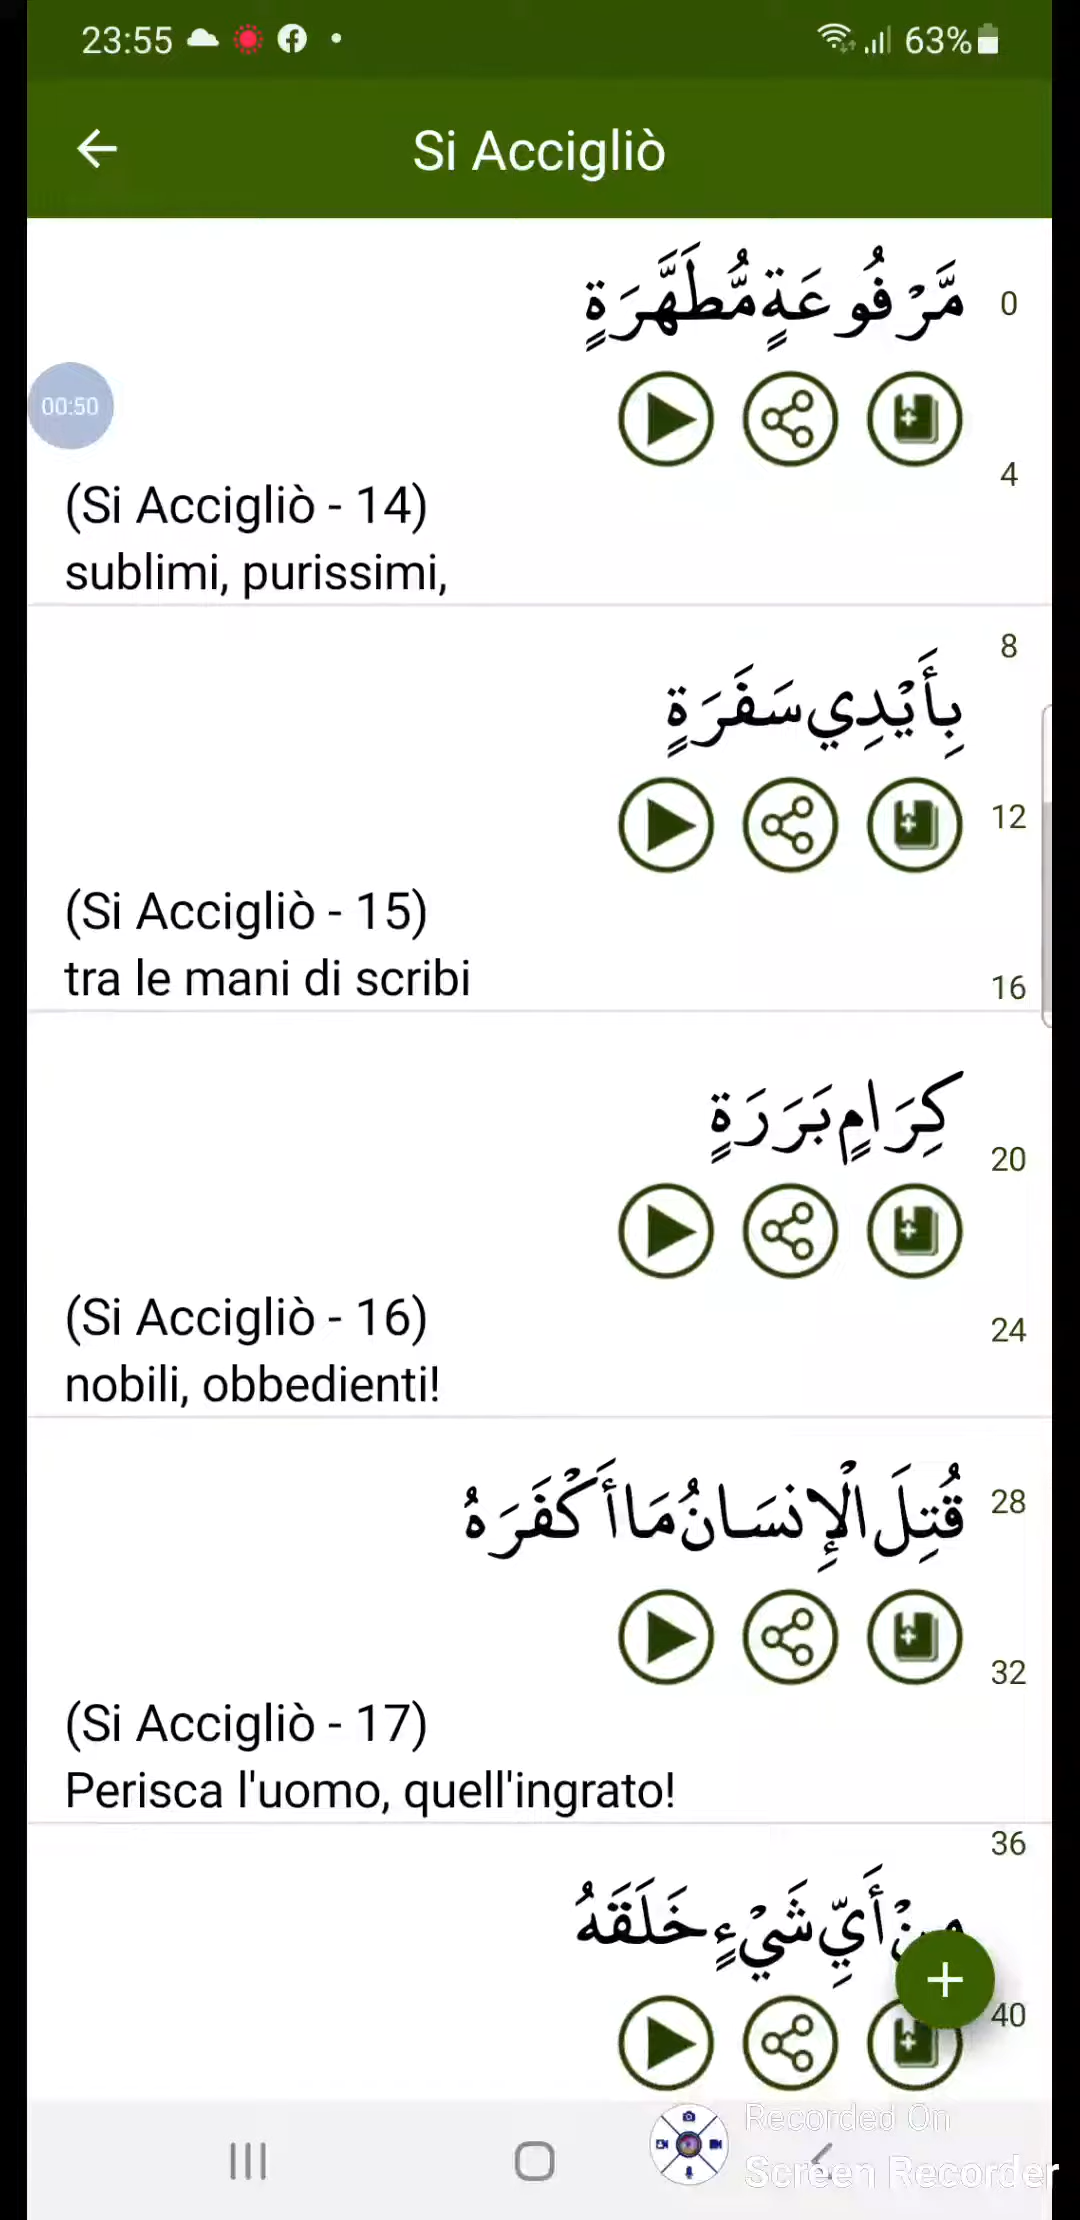 23:55 63%
Si Accigliò
مَّرْفُوعَةٍ مُّطَهَّرَةٍ
0
00:50
4
(Si Accigliò - 14)
sublimi, purissimi,
8
بِأَيْدِي سَفَرَةٍ
12
(Si Accigliò - 15)
tra le mani di scribi
16
كِرَامٍ بَرَرَةٍ
20
(Si Accigliò - 16)
nobili, obbedienti!
24
قُتِلَ الْإِنسَانُ مَا أَكْفَرَهُ
28
32
(Si Accigliò - 17)
Perisca l'uomo, quell'ingrato!
36
مِنْ أَيِّ شَيْءٍ خَلَقَهُ
40
Recorded On
Screen Recorder